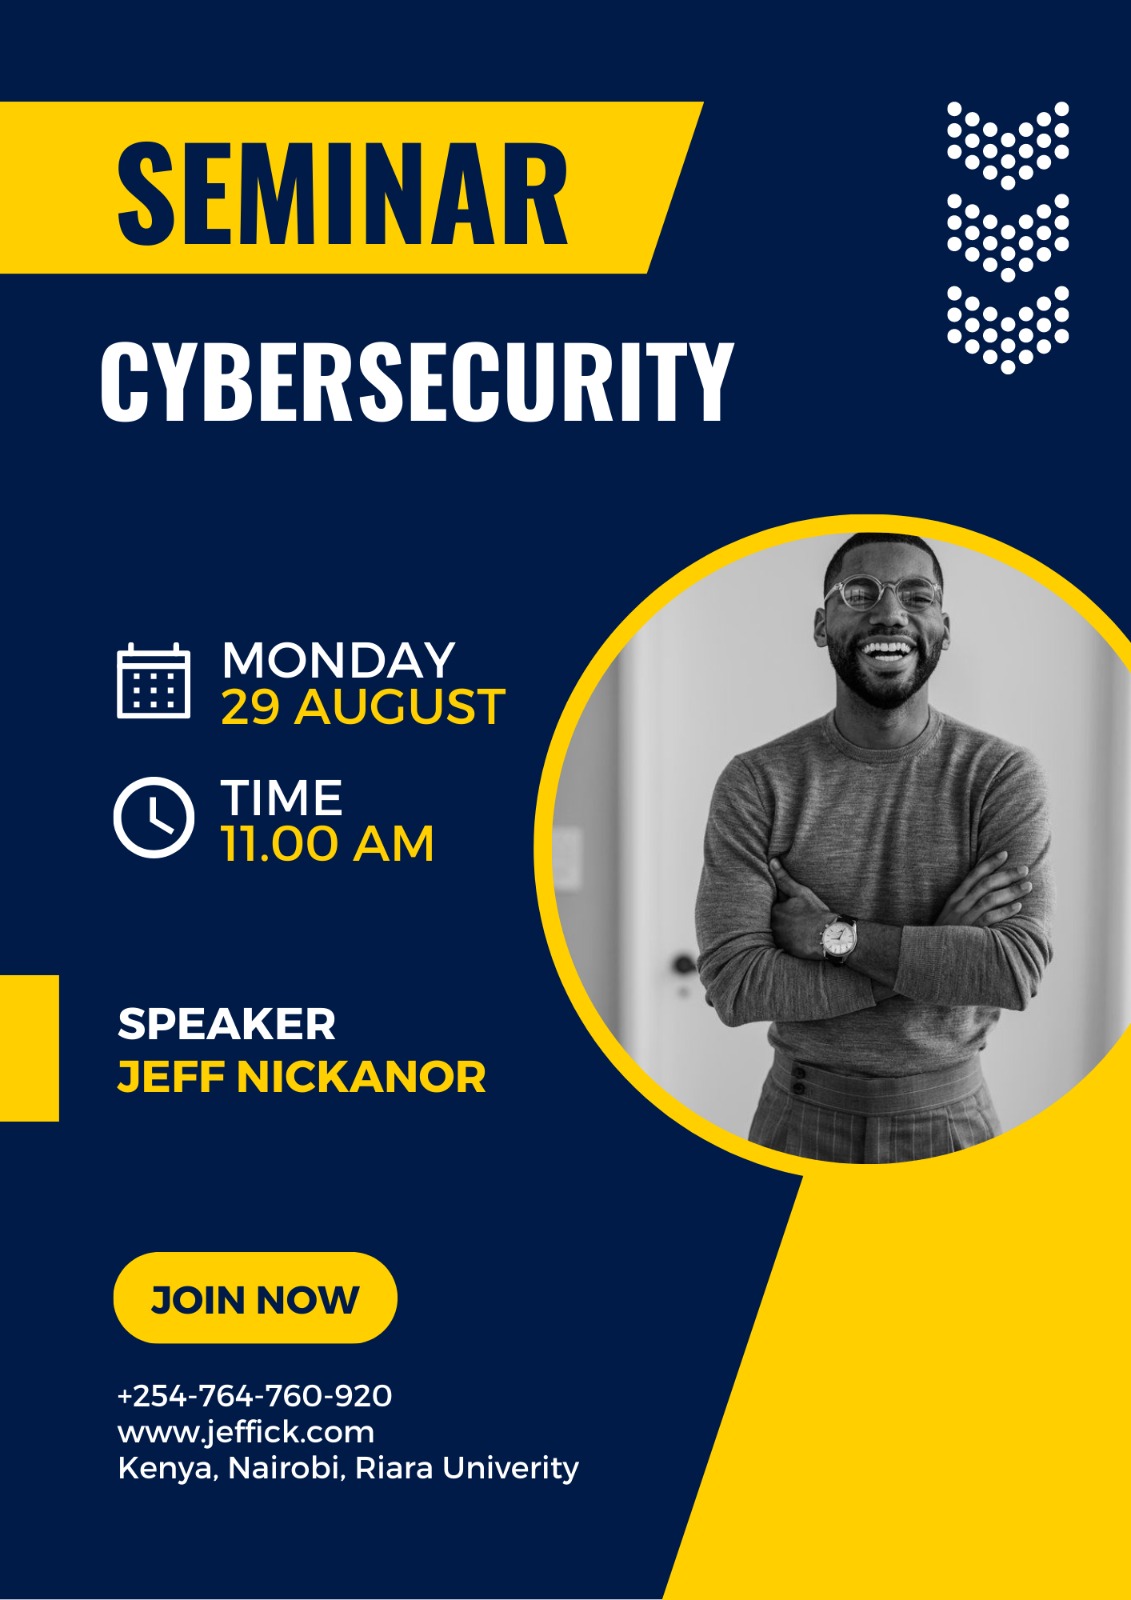 SEMINAR
CYBERSECURITY
MONDAY
29 AUGUST
TIME
11.00 AM
SPEAKER
JEFF NICKANOR
JOIN NOW
+254-764-760-920
www.jeffick.com
Kenya, Nairobi, Riara Univerity